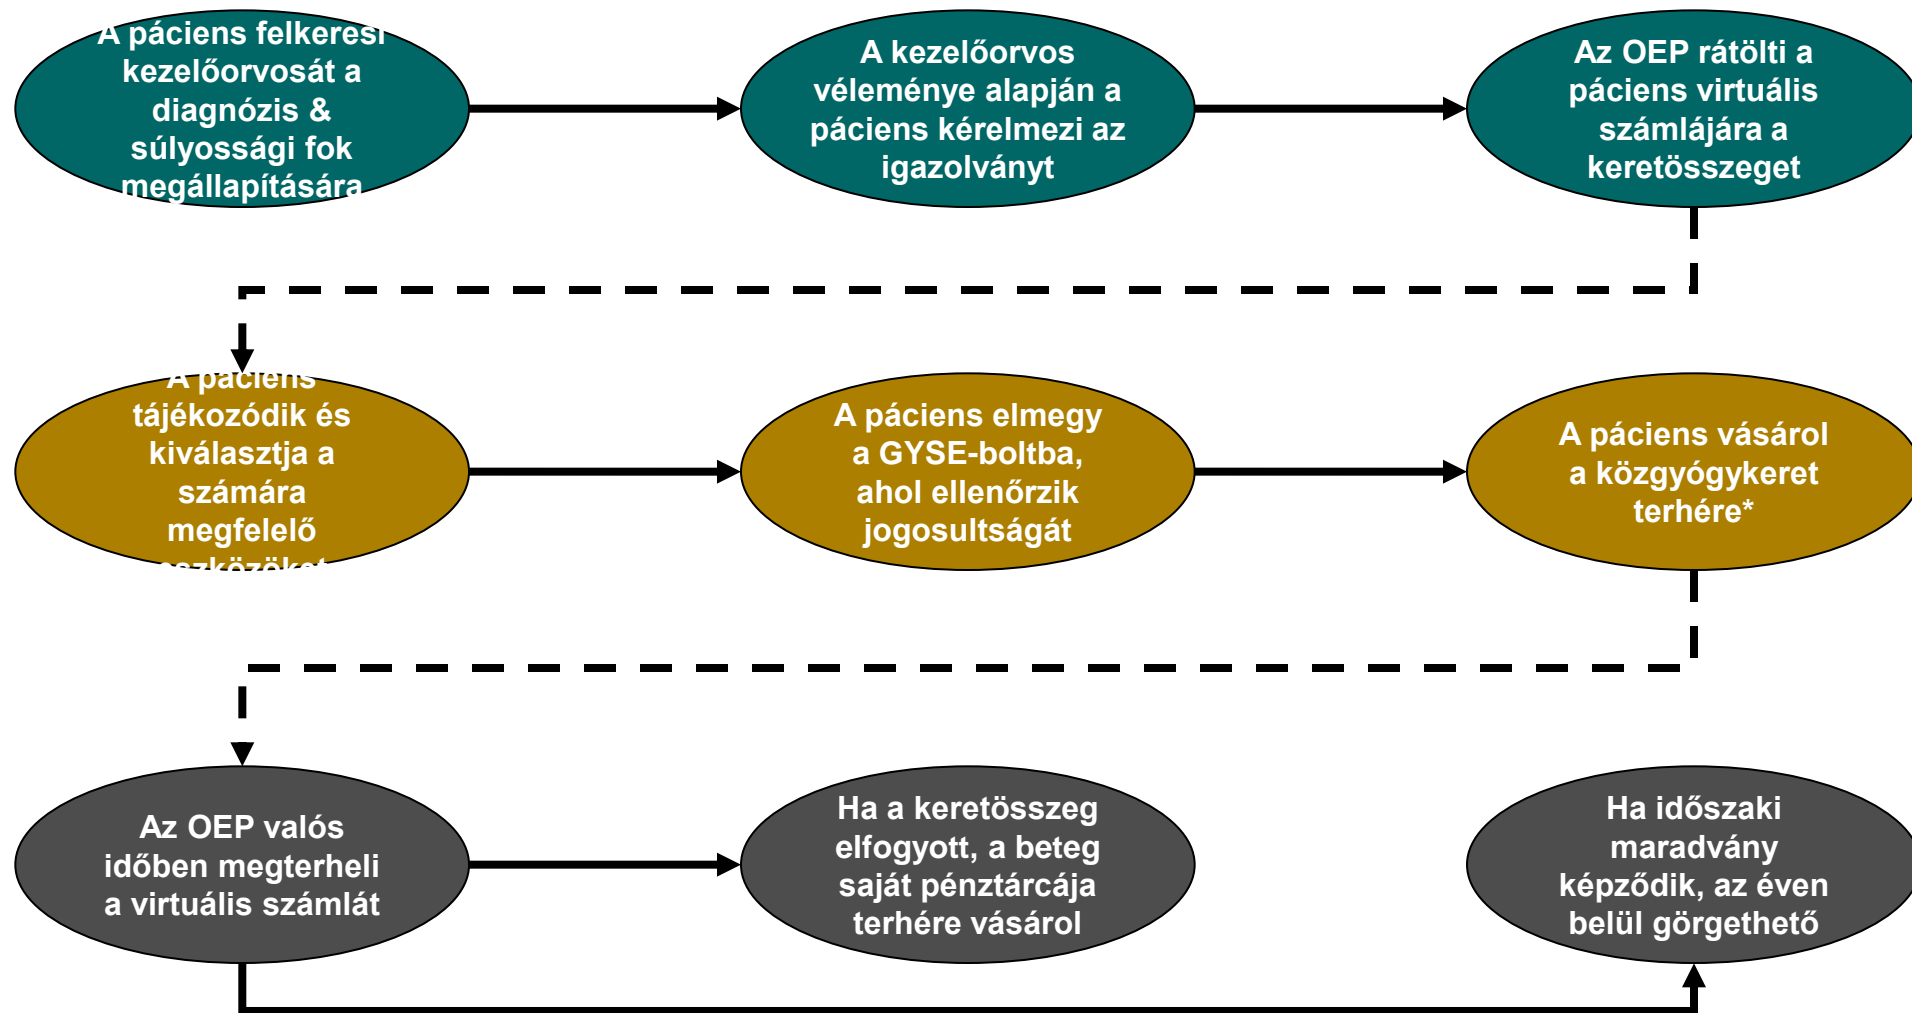 A páciens felkeresi
kezelőorvosát a
diagnózis &
súlyossági fok
megállapítására
A kezelőorvos
véleménye alapján a
páciens kérelmezi az
igazolványt
Az OEP rátölti a
páciens virtuális
számlájára a
keretösszeget
A páciens
tájékozódik és
kiválasztja a
számára
megfelelő
eszközöket
A páciens elmegy
a GYSE-boltba,
ahol ellenőrzik
jogosultságát
A páciens vásárol
a közgyógykeret
terhére*
Az OEP valós
időben megterheli
a virtuális számlát
Ha a keretösszeg
elfogyott, a beteg
saját pénztárcája
terhére vásárol
Ha időszaki
maradvány
képződik, az éven
belül görgethető